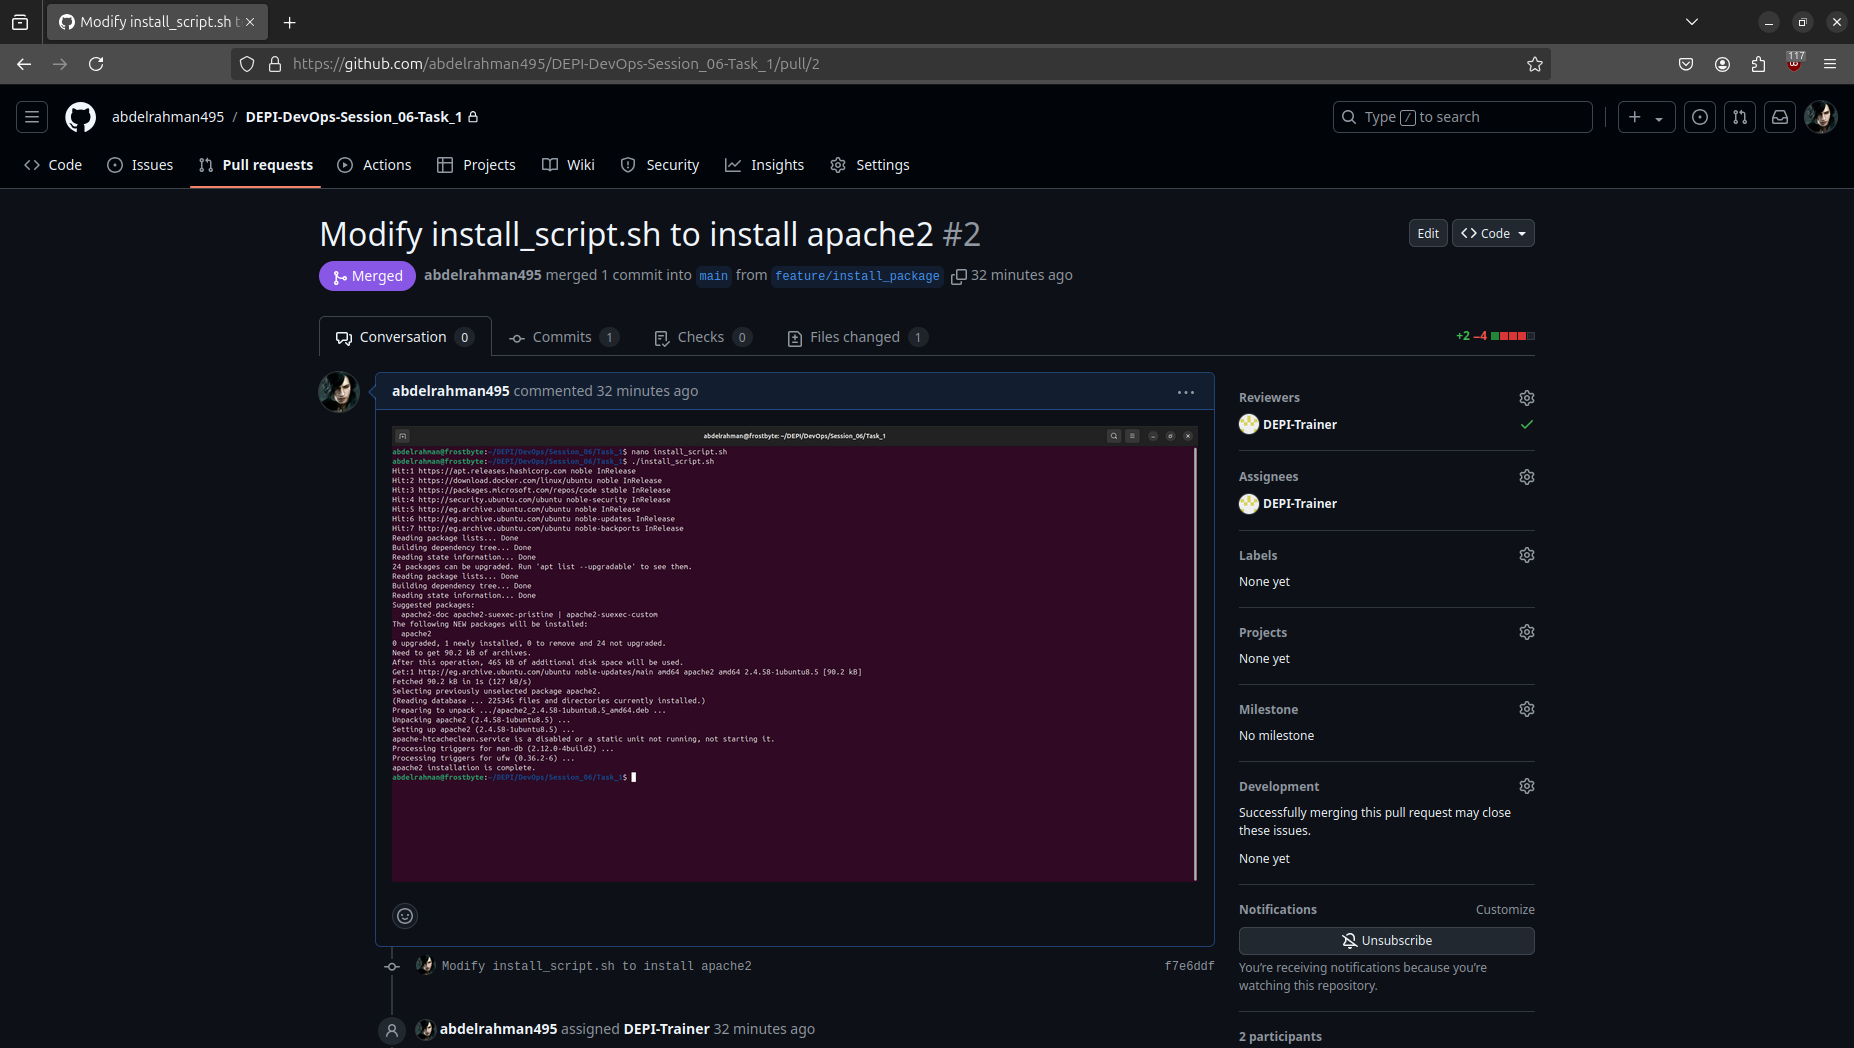 Modify install_script.sh t
https://github.com/abdelrahman495/DEPI-DevOps-Session_06-Task_1/pull/2
117
abdelrahman495 / DEPI-DevOps-Session_06-Task_1
Type / to search
Code
Issues
Pull requests
Actions
Projects
Wiki
Security
Insights
Settings
Modify install_script.sh to install apache2 #2
Edit
Code
Merged
abdelrahman495 merged 1 commit into main from feature/install_package 32 minutes ago
Conversation 0
Commits 1
Checks 0
Files changed 1
+2 −4
abdelrahman495 commented 32 minutes ago
abdelrahman@frostbyte: ~/DEPI/DevOps/Session_06/Task_1
abdelrahman@frostbyte:~/DEPI/DevOps/Session_06/Task_1$ nano install_script.sh
abdelrahman@frostbyte:~/DEPI/DevOps/Session_06/Task_1$ ./install_script.sh
Hit:1 https://apt.releases.hashicorp.com noble InRelease
Hit:2 https://download.docker.com/linux/ubuntu noble InRelease
Hit:3 https://packages.microsoft.com/repos/code stable InRelease
Hit:4 http://security.ubuntu.com/ubuntu noble-security InRelease
Hit:5 http://eg.archive.ubuntu.com/ubuntu noble InRelease
Hit:6 http://eg.archive.ubuntu.com/ubuntu noble-updates InRelease
Hit:7 http://eg.archive.ubuntu.com/ubuntu noble-backports InRelease
Reading package lists... Done
Building dependency tree... Done
Reading state information... Done
24 packages can be upgraded. Run 'apt list --upgradable' to see them.
Reading package lists... Done
Building dependency tree... Done
Reading state information... Done
Suggested packages:
apache2-doc apache2-suexec-pristine | apache2-suexec-custom
The following NEW packages will be installed:
apache2
0 upgraded, 1 newly installed, 0 to remove and 24 not upgraded.
Need to get 90.2 kB of archives.
After this operation, 465 kB of additional disk space will be used.
Get:1 http://eg.archive.ubuntu.com/ubuntu noble-updates/main amd64 apache2 amd64 2.4.58-1ubuntu8.5 [90.2 kB]
Fetched 90.2 kB in 1s (127 kB/s)
Selecting previously unselected package apache2.
(Reading database ... 225345 files and directories currently installed.)
Preparing to unpack .../apache2_2.4.58-1ubuntu8.5_amd64.deb ...
Unpacking apache2 (2.4.58-1ubuntu8.5) ...
Setting up apache2 (2.4.58-1ubuntu8.5) ...
apache-htcacheclean.service is a disabled or a static unit not running, not starting it.
Processing triggers for man-db (2.12.0-4build2) ...
Processing triggers for ufw (0.36.2-6) ...
apache2 installation is complete.
abdelrahman@frostbyte:~/DEPI/DevOps/Session_06/Task_1$
Modify install_script.sh to install apache2
f7e6ddf
abdelrahman495 assigned DEPI-Trainer 32 minutes ago
Reviewers
DEPI-Trainer
Assignees
DEPI-Trainer
Labels
None yet
Projects
None yet
Milestone
No milestone
Development
Successfully merging this pull request may close
these issues.
None yet
Notifications
Customize
Unsubscribe
You're receiving notifications because you're
watching this repository.
2 participants